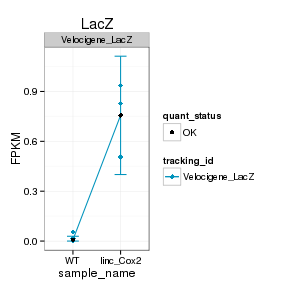 LacZ
Velocigene_LacZ
FPKM
0.9
0.6
0.3
0.0
WT
linc_Cox2
sample_name
quant_status
OK
tracking_id
Velocigene_LacZ